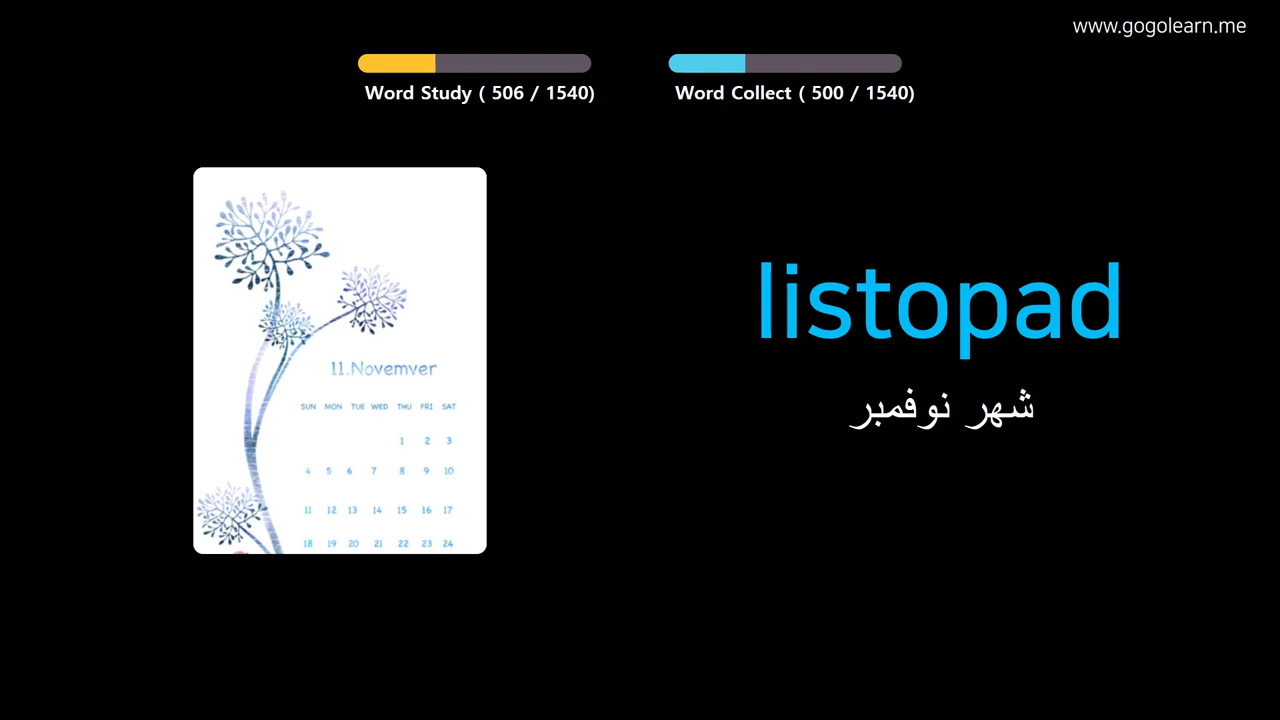 www.gogolearn.me
Word Study ( 506 / 1540)
Word Collect ( 500 / 1540)
listopad
شهر نوفمبر
11.Novemver
SUN MON TUE WED THU FRI SAT
1 2 3
4 5 6 7 8 9 10
11 12 13 14 15 16 17
18 19 20 21 22 23 24